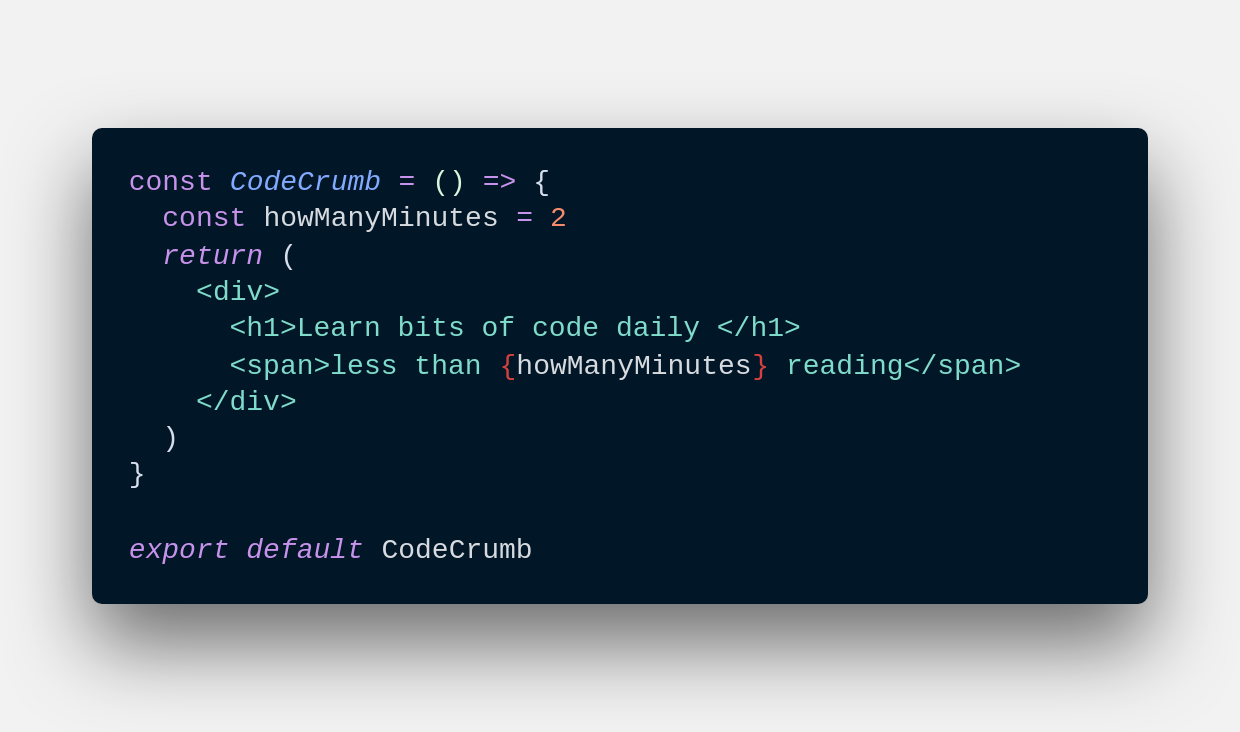 const CodeCrumb = () => {
  const howManyMinutes = 2
  return (
    <div>
      <h1>Learn bits of code daily </h1>
      <span>less than {howManyMinutes} reading</span>
    </div>
  )
}

export default CodeCrumb